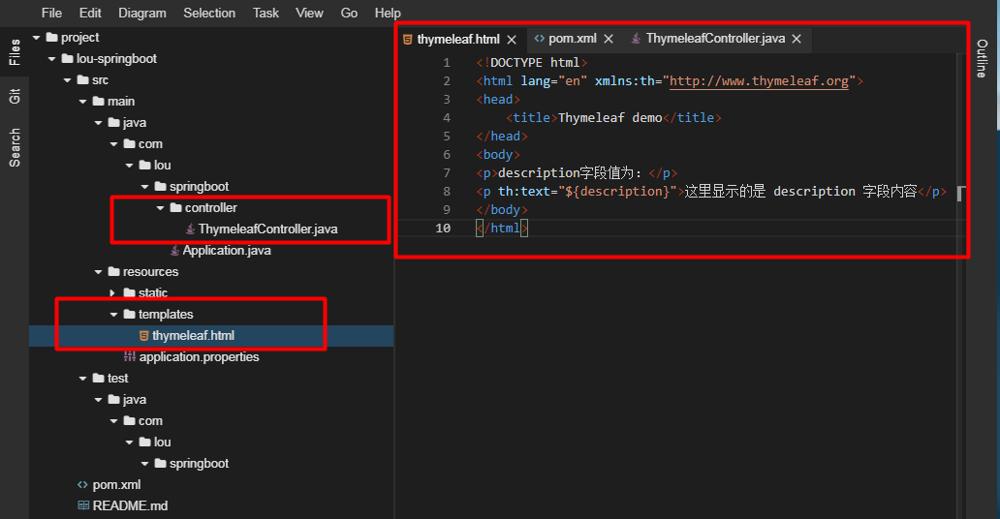 File Edit Diagram Selection Task View Go Help
Files
Git
Search
project
lou-springboot
src
main
java
com
lou
springboot
controller
ThymeleafController.java
Application.java
resources
static
templates
thymeleaf.html
application.properties
test
java
com
lou
springboot
pom.xml
README.md
thymeleaf.html pom.xml ThymeleafController.java
1 <!DOCTYPE html>
2 <html lang="en" xmlns:th="http://www.thymeleaf.org">
3 <head>
4 <title>Thymeleaf demo</title>
5 </head>
6 <body>
7 <p>description字段值为：</p>
8 <p th:text="${description}">这里显示的是 description 字段内容</p>
9 </body>
10 </html>
Outline